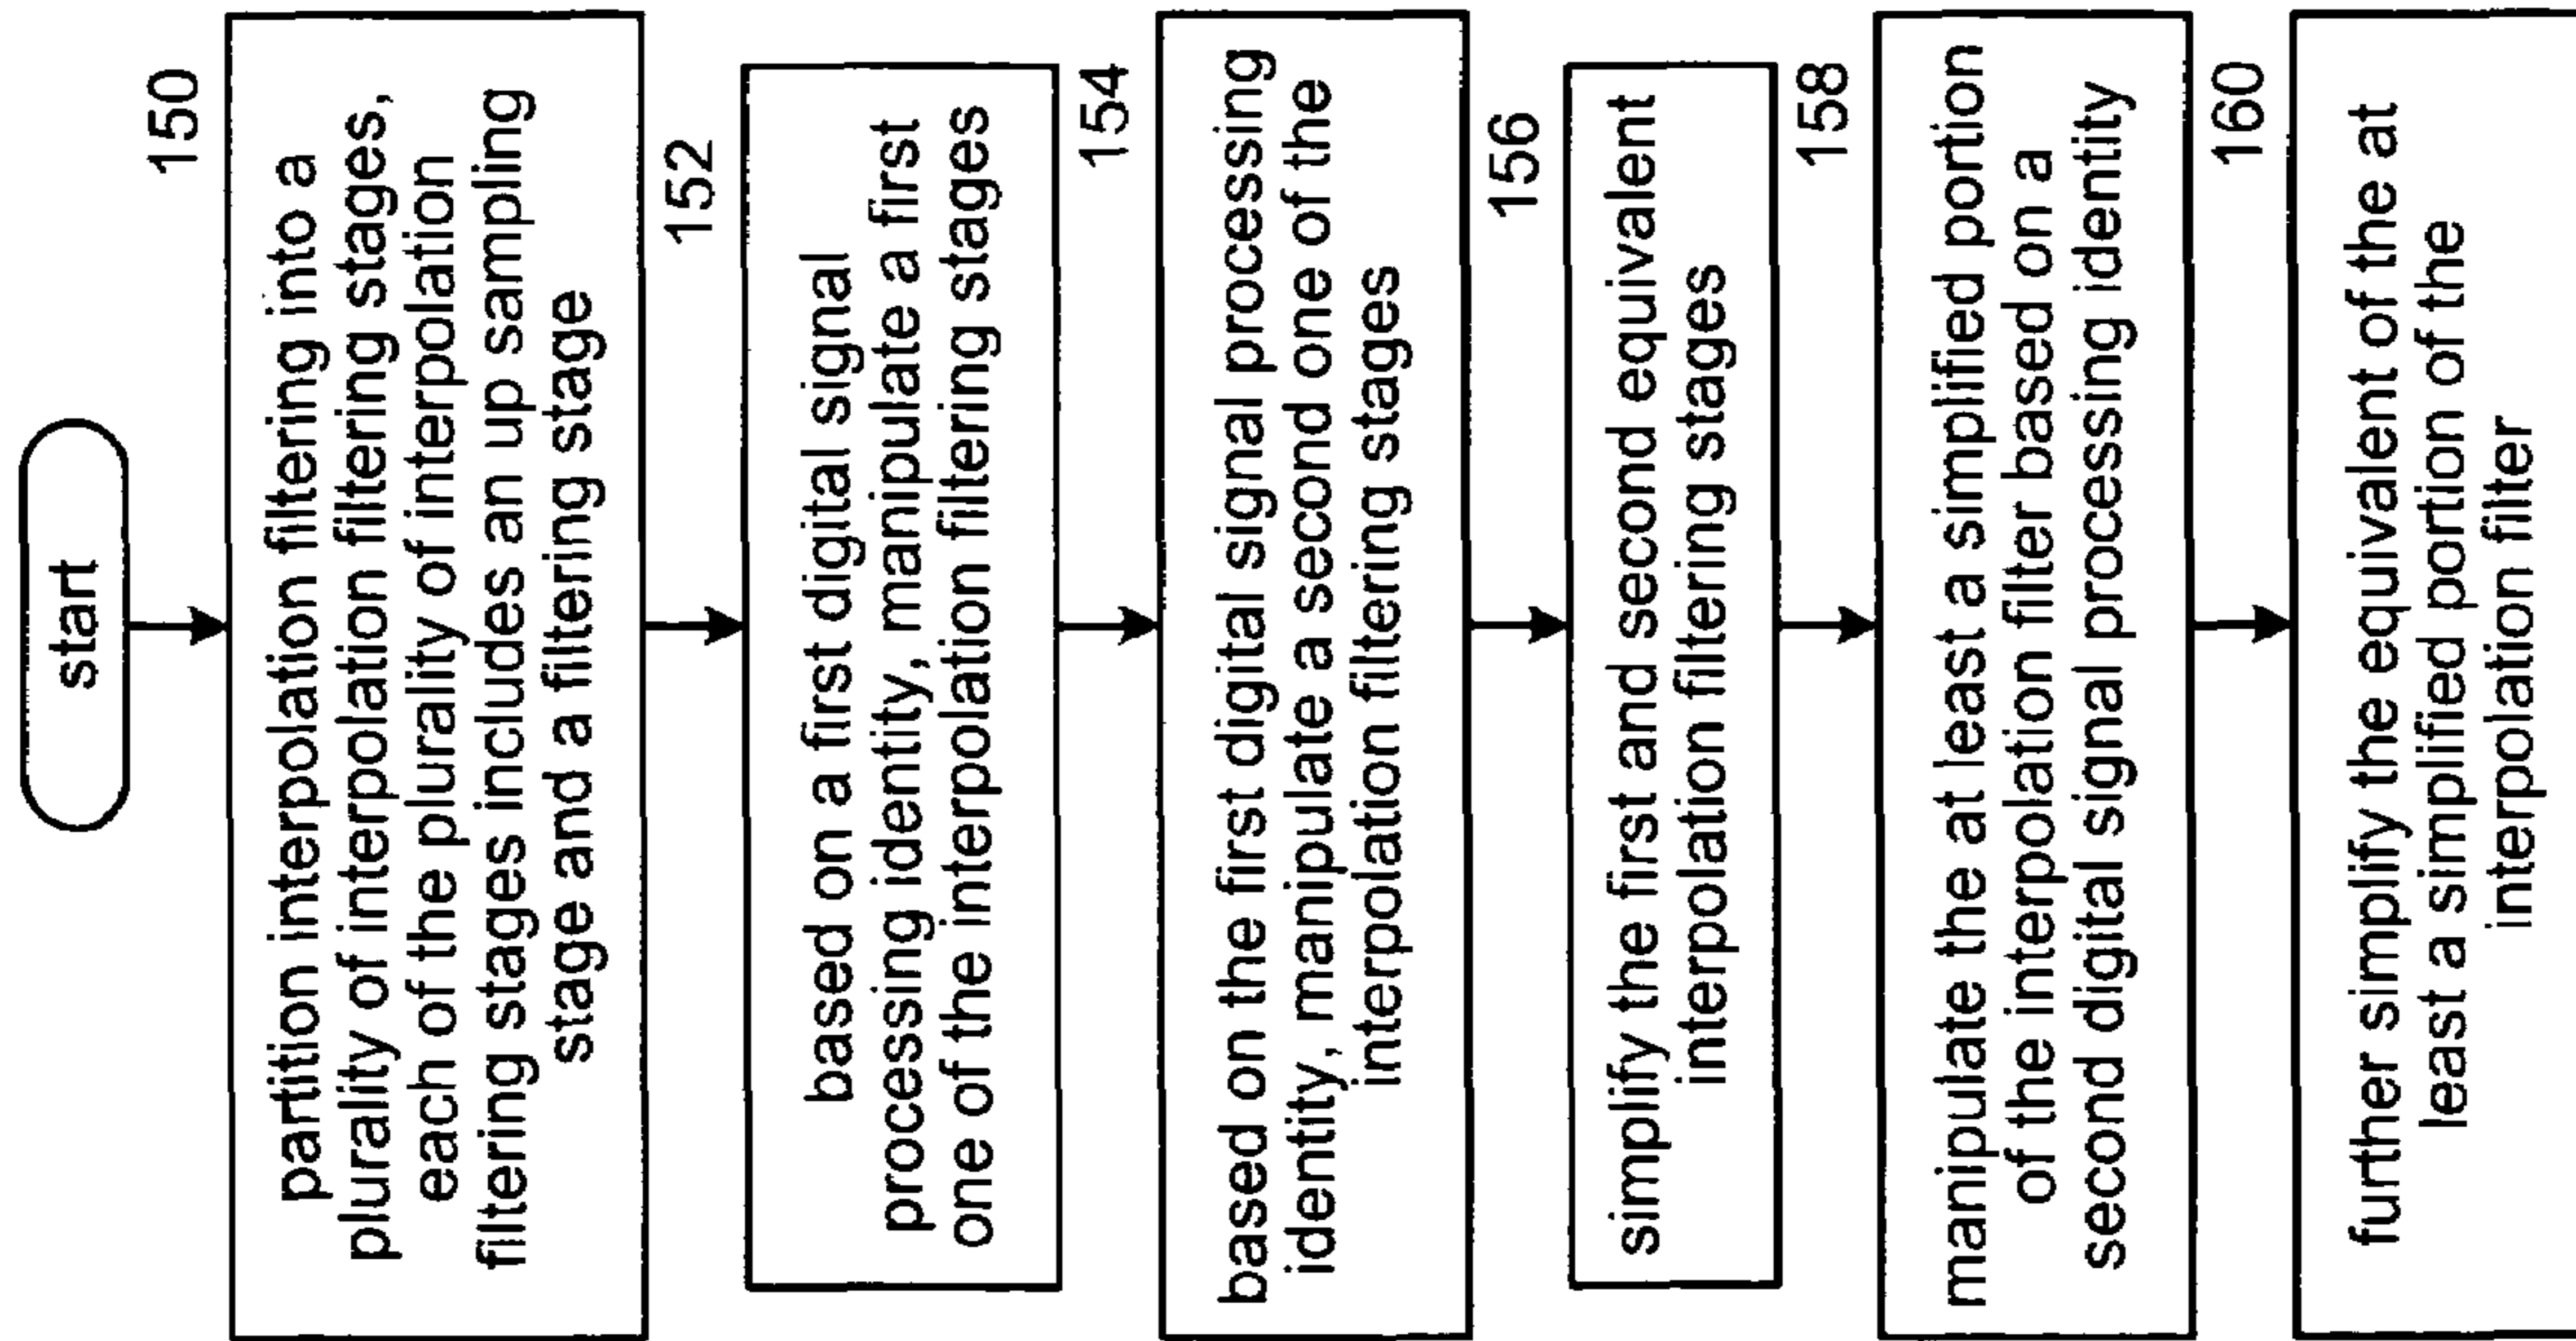 start
150
partition interpolation filtering into a
plurality of interpolation filtering stages,
each of the plurality of interpolation
filtering stages includes an up sampling
stage and a filtering stage
152
based on a first digital signal
processing identity, manipulate a first
one of the interpolation filtering stages
154
based on the first digital signal processing
identity, manipulate a second one of the
interpolation filtering stages
156
simplify the first and second equivalent
interpolation filtering stages
158
manipulate the at least a simplified portion
of the interpolation filter based on a
second digital signal processing identity
160
further simplify the equivalent of the at
least a simplified portion of the
interpolation filter